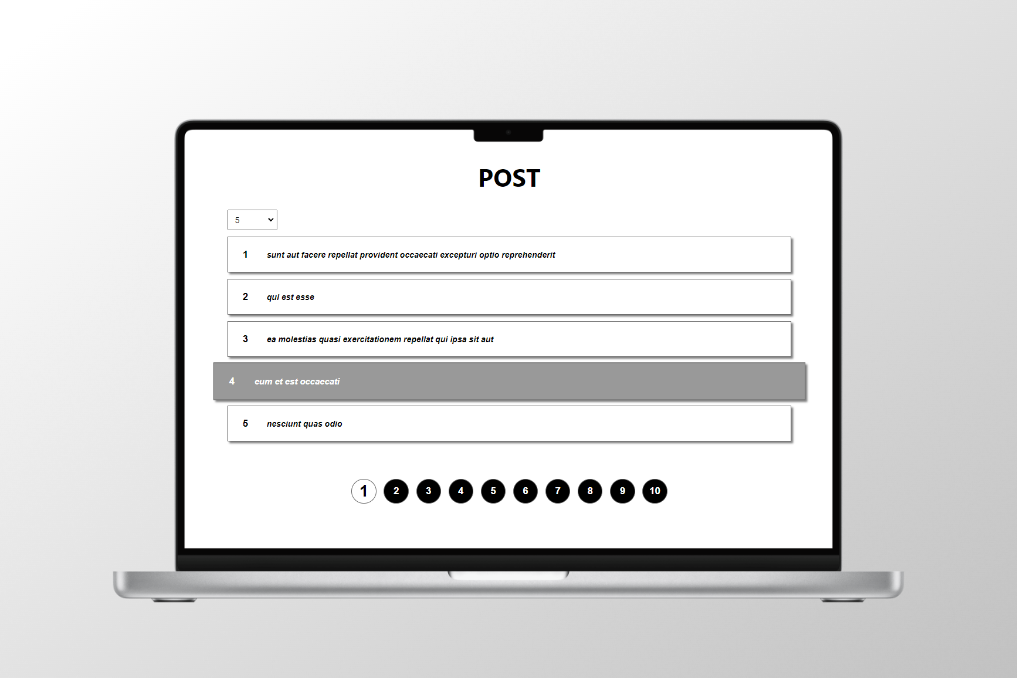 POST
5
1 sunt aut facere repellat provident occaecati excepturi optio reprehenderit
2 qui est esse
3 ea molestias quasi exercitationem repellat qui ipsa sit aut
4 eum et est occaecati
5 nesciunt quas odio
1 2 3 4 5 6 7 8 9 10